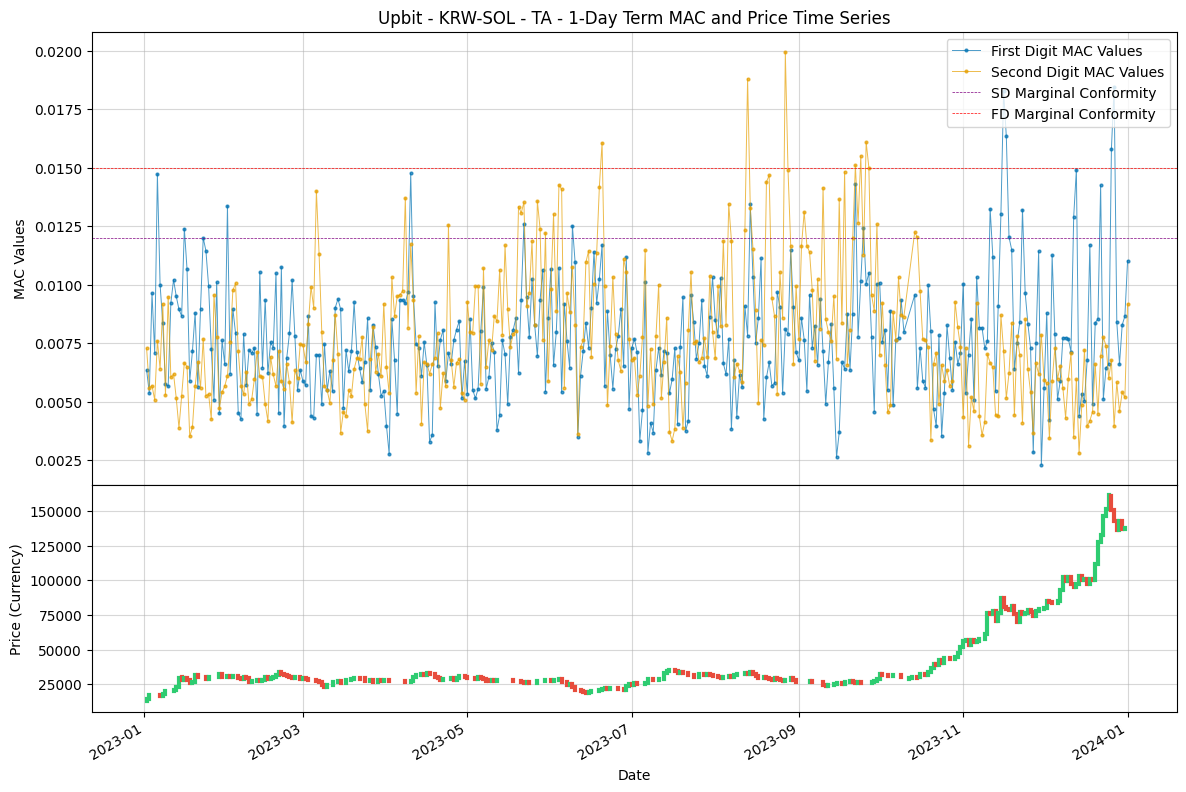 Upbit - KRW-SOL - TA - 1-Day Term MAC and Price Time Series
First Digit MAC Values
Second Digit MAC Values
SD Marginal Conformity
FD Marginal Conformity
MAC Values
0.0200
0.0175
0.0150
0.0125
0.0100
0.0075
0.0050
0.0025
Price (Currency)
150000
125000
100000
75000
50000
25000
2023-01
2023-03
2023-05
2023-07
2023-09
2023-11
2024-01
Date